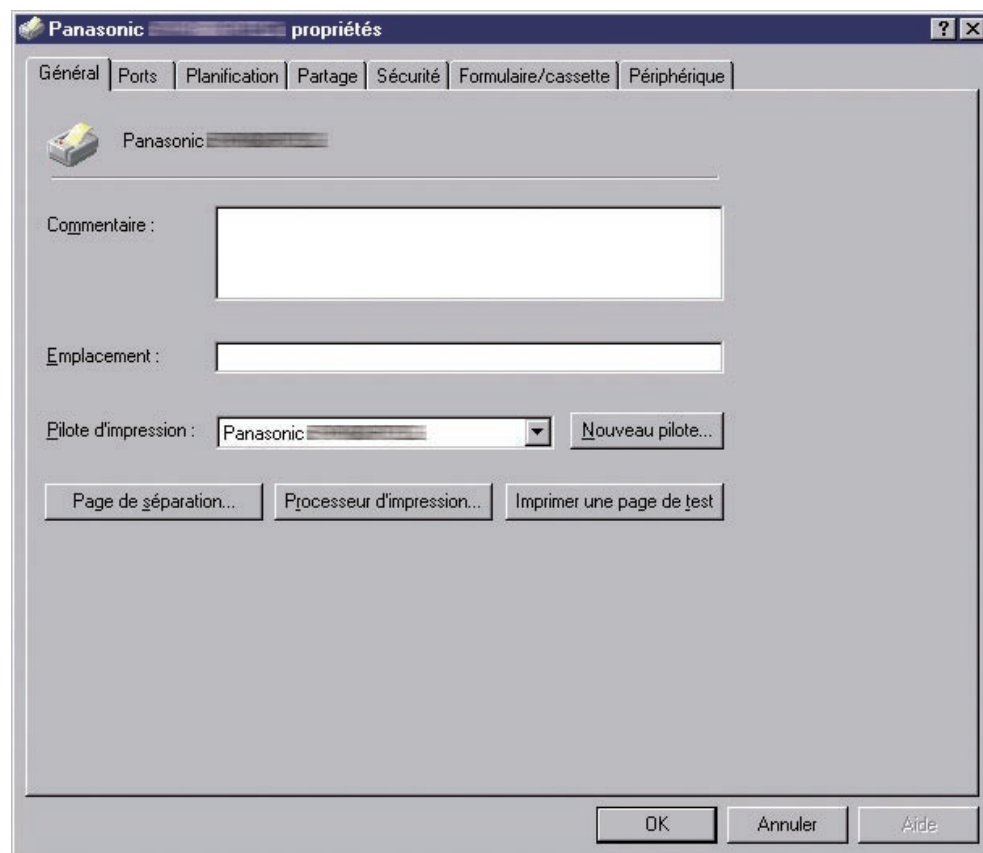 Panasonic propriétés
Général Ports Planification Partage Sécurité Formulaire/cassette Périphérique
Panasonic
Commentaire :
Emplacement :
Pilote d'impression : Panasonic Nouveau pilote...
Page de séparation... Processeur d'impression... Imprimer une page de test
OK Annuler Aide